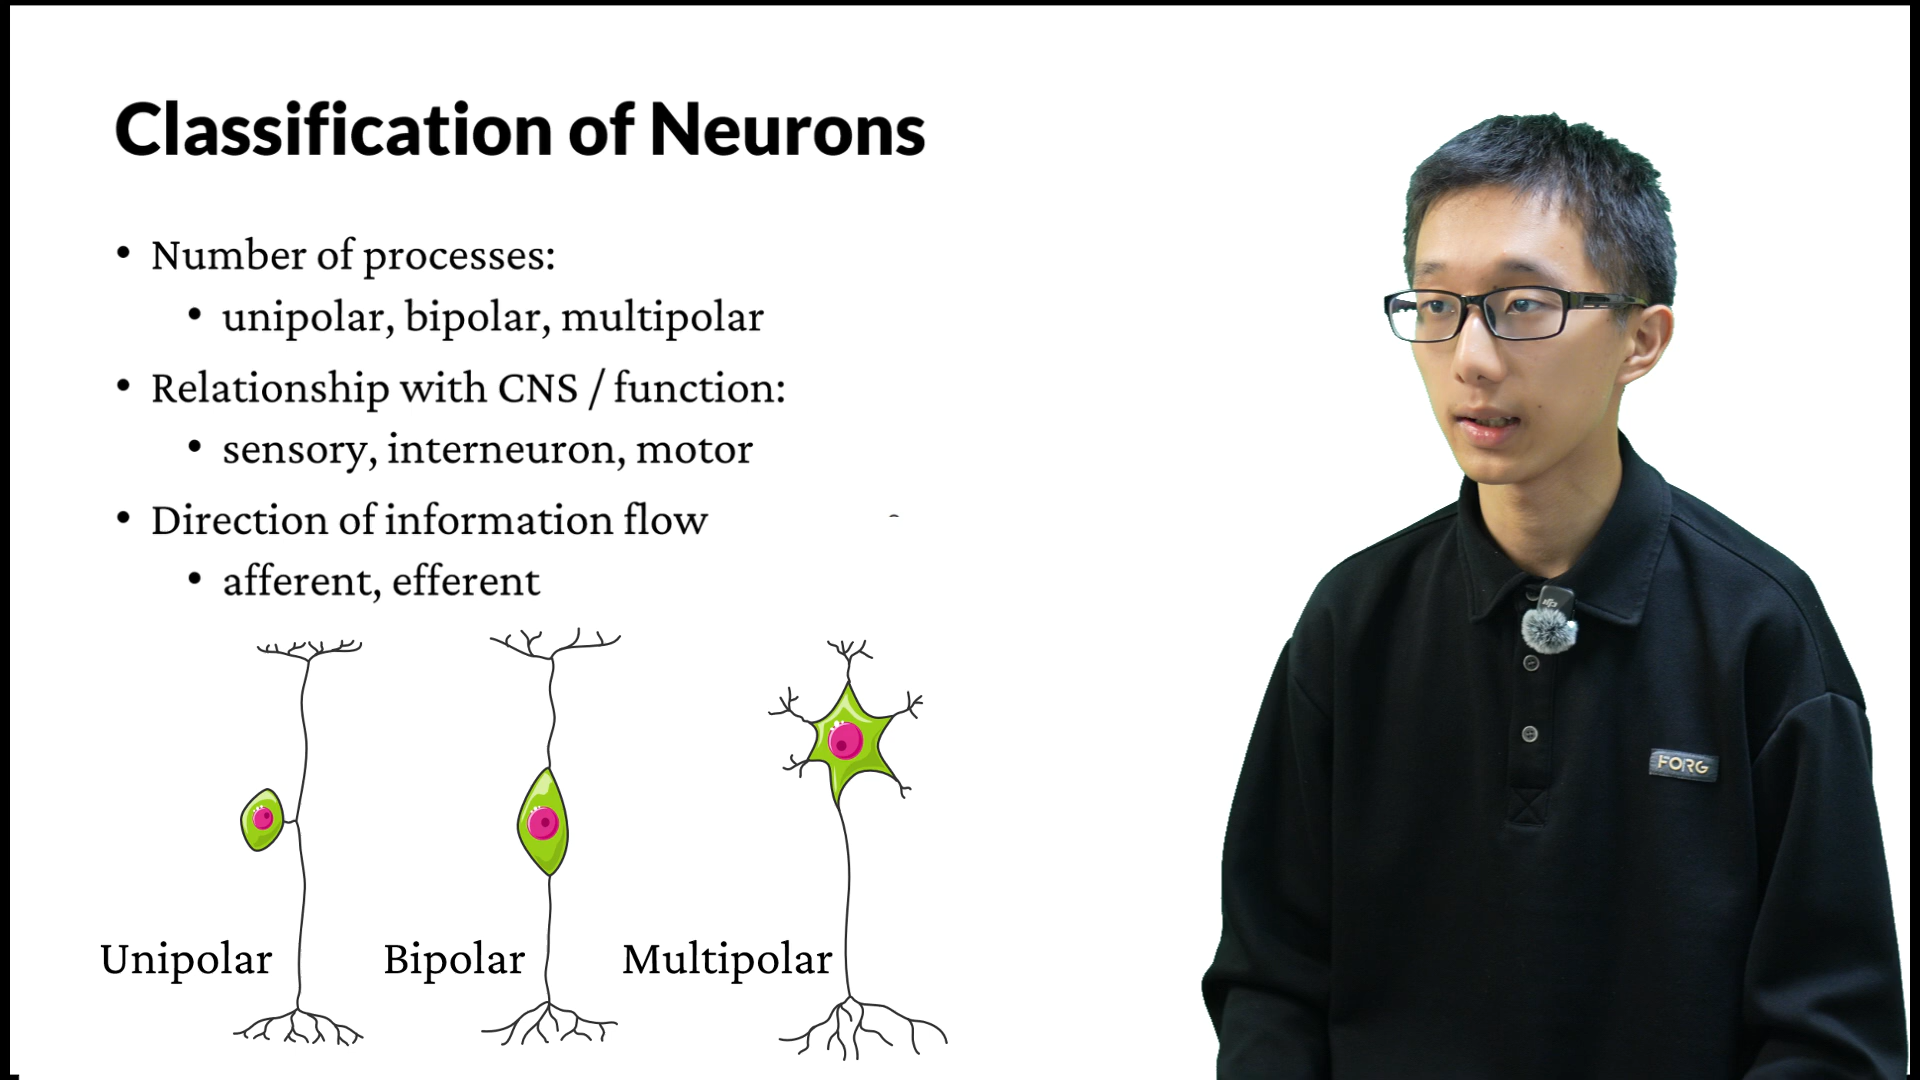 Classification of Neurons
• Number of processes:
• unipolar, bipolar, multipolar
• Relationship with CNS / function:
• sensory, interneuron, motor
• Direction of information flow
• afferent, efferent
Unipolar
Bipolar
Multipolar
FORG